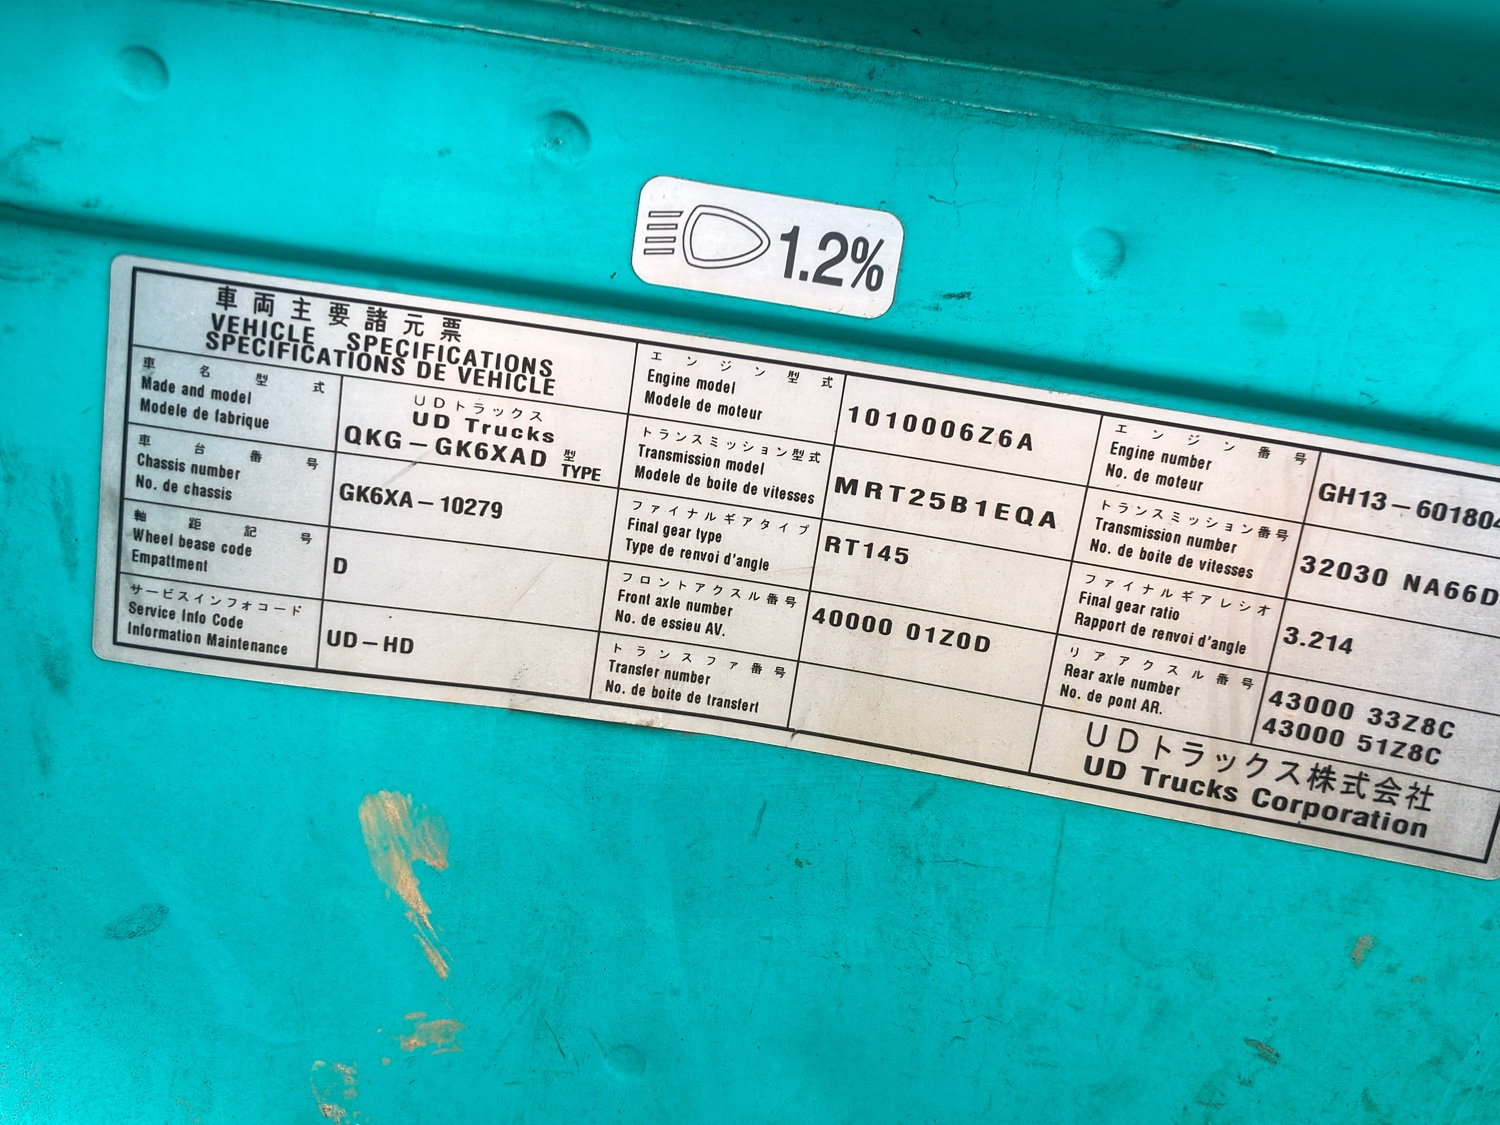 1.2%
車両主要諸元票
VEHICLE SPECIFICATIONS
SPECIFICATIONS DE VEHICLE
車名型式
Made and model
Modele de fabrique
UDトラックス
UD Trucks
QKG-GK6XAD 型 TYPE
車台番号
Chassis number
No. de chassis
GK6XA-10279
軸距記号
Wheel bease code
Empattment
D
サービスインフォコード
Service Info Code
Information Maintenance
UD-HD
エンジン型式
Engine model
Modele de moteur
1010006Z6A
トランスミッション型式
Transmission model
Modele de boite de vitesses
MRT25B1EQA
ファイナルギアタイプ
Final gear type
Type de renvoi d'angle
RT145
フロントアクスル番号
Front axle number
No. de essieu AV.
40000 01Z0D
トランスファ番号
Transfer number
No. de boite de transfert
エンジン番号
Engine number
No. de moteur
GH13-601804
トランスミッション番号
Transmission number
No. de boite de vitesses
32030 NA66D
ファイナルギアレシオ
Final gear ratio
Rapport de renvoi d'angle
3.214
リアアクスル番号
Rear axle number
No. de pont AR.
43000 33Z8C
43000 51Z8C
UDトラックス株式会社
UD Trucks Corporation